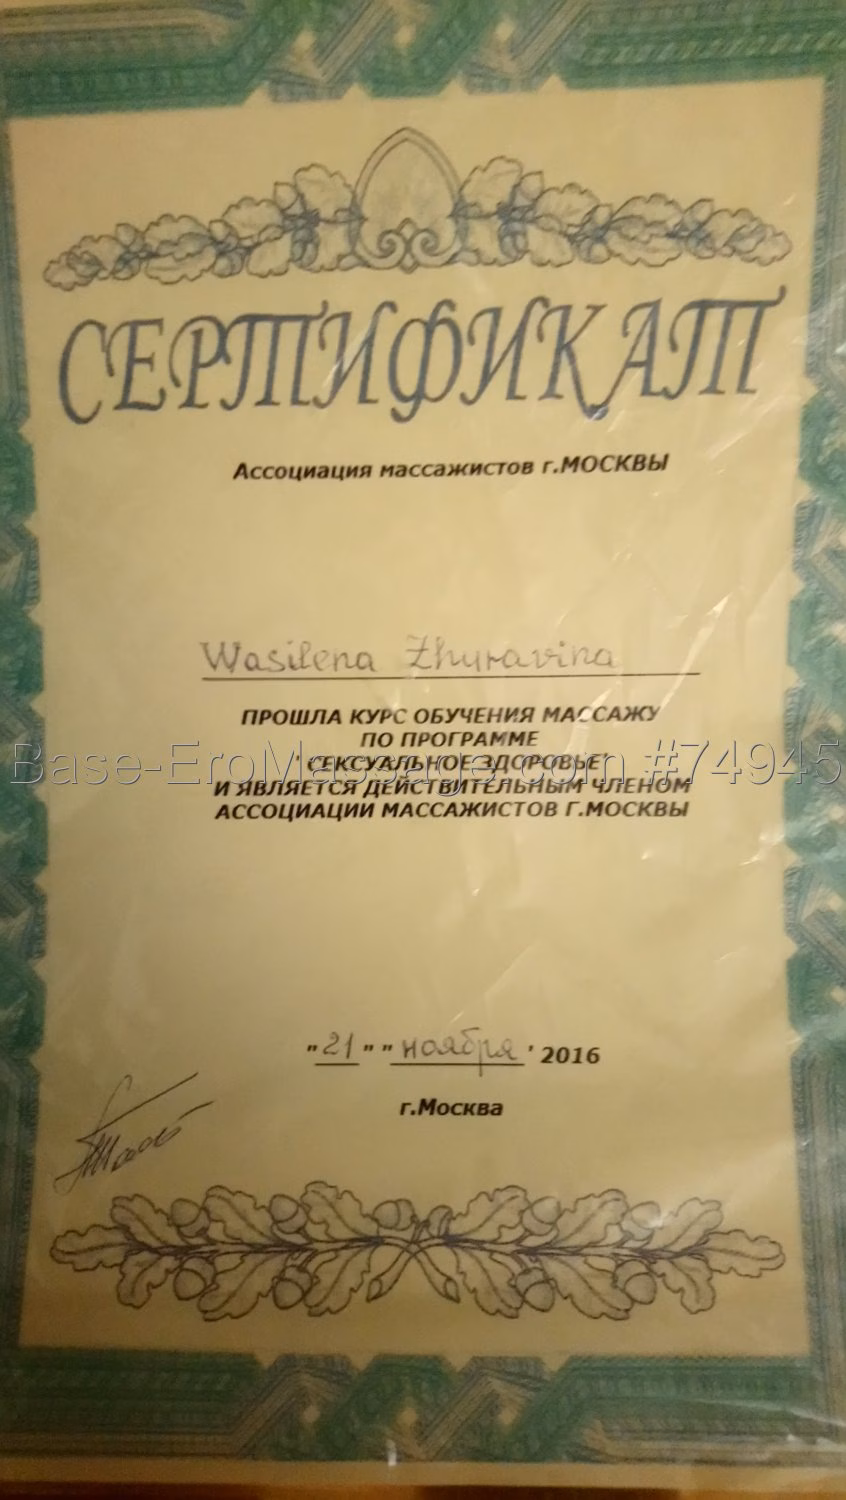 СЕРТИФИКАТ
Ассоциация массажистов г.МОСКВЫ
Wasilena Zhuravina
ПРОШЛА КУРС ОБУЧЕНИЯ МАССАЖУ
ПО ПРОГРАММЕ
' СЕКСУАЛЬНОЕ ЗДОРОВЬЕ'
Base-EroMassage.com #74945
И ЯВЛЯЕТСЯ ДЕЙСТВИТЕЛЬНЫМ ЧЛЕНОМ
АССОЦИАЦИИ МАССАЖИСТОВ Г.МОСКВЫ
"21" "ноября' 2016
г.Москва